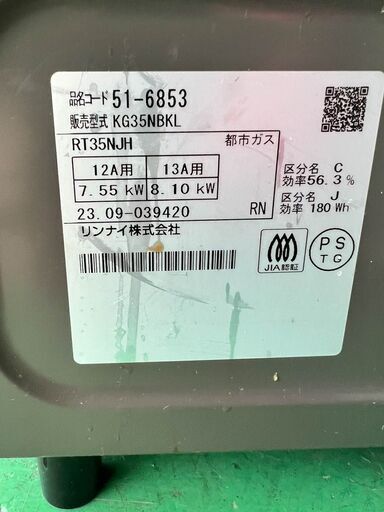 品名コード 51-6853
販売型式 KG35NBKL
RT35NJH 都市ガス
12A用 13A用
7.55 kW 8.10 kW
区分名 C
効率56.3 %
区分名 J
効率 180 Wh
23.09-039420 RN
リンナイ株式会社
JIA認証
PS
TG